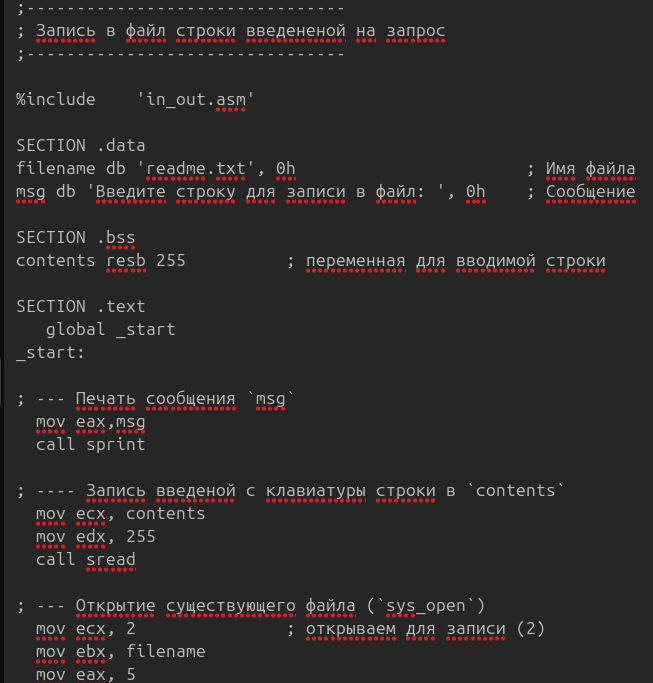 ;--------------------------------
; Запись в файл строки введененой на запрос
;--------------------------------
%include    'in_out.asm'
SECTION .data
filename db 'readme.txt', 0h                       ; Имя файла
msg db 'Введите строку для записи в файл: ', 0h    ; Сообщение
SECTION .bss
contents resb 255          ; переменная для вводимой строки
SECTION .text
   global _start
_start:
; --- Печать сообщения `msg`
  mov eax,msg
  call sprint
; ---- Запись введеной с клавиатуры строки в `contents`
  mov ecx, contents
  mov edx, 255
  call sread
; --- Открытие существующего файла (`sys_open`)
  mov ecx, 2               ; открываем для записи (2)
  mov ebx, filename
  mov eax, 5